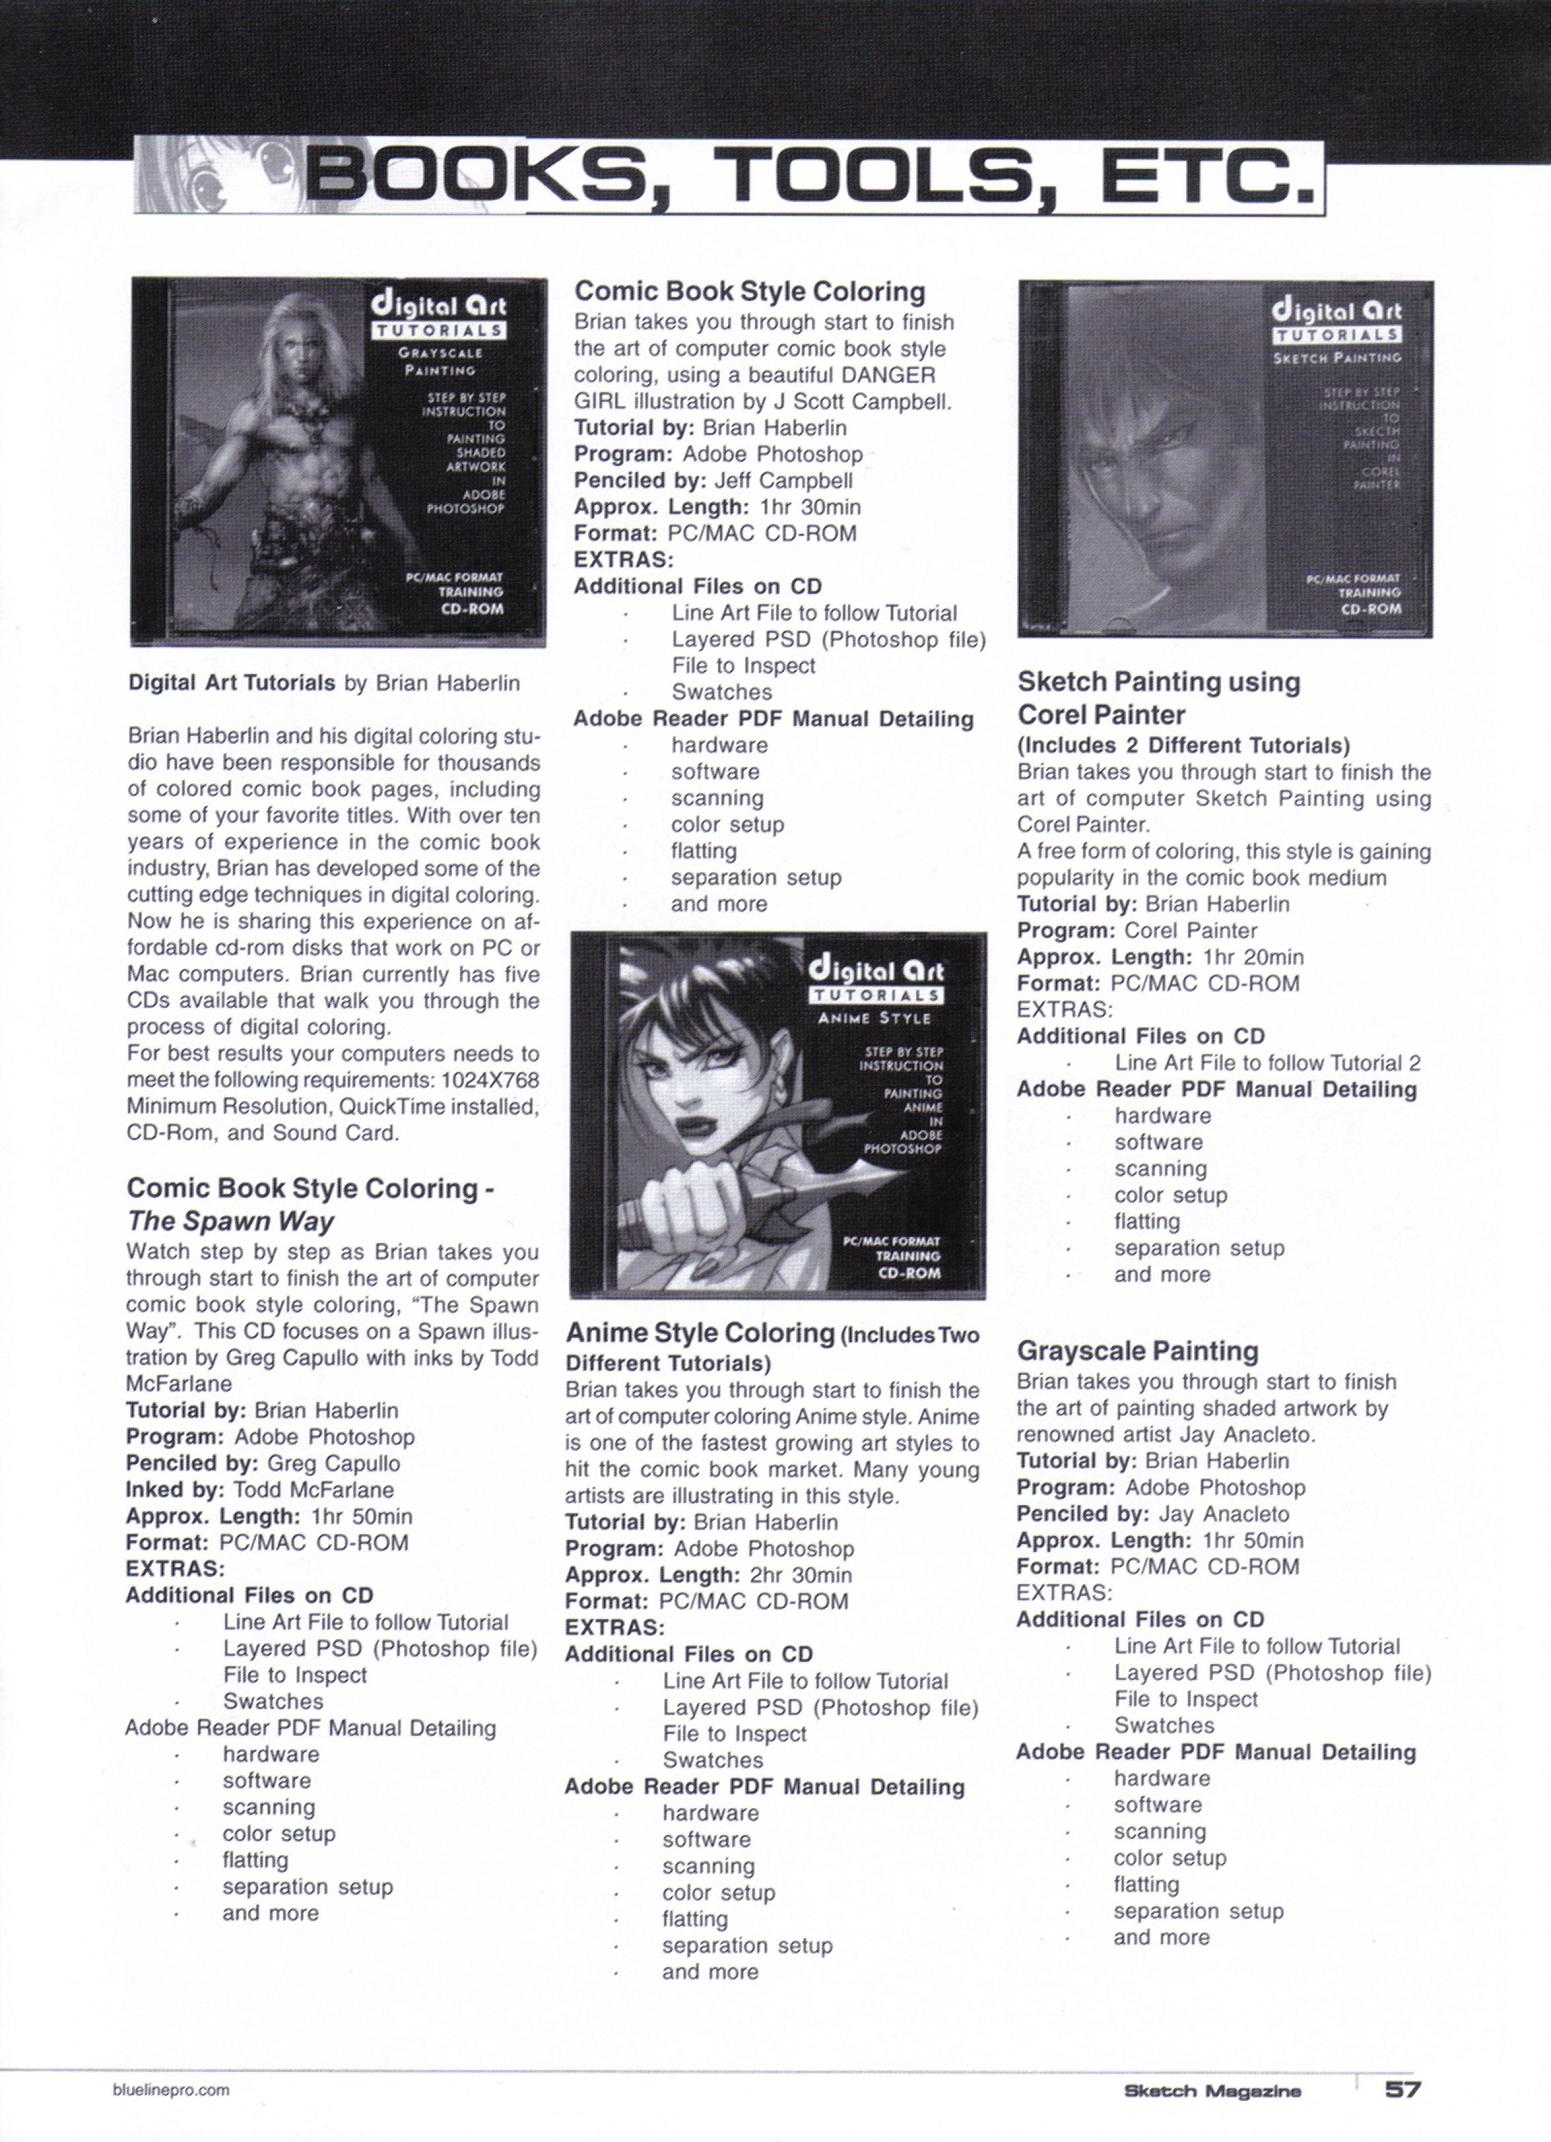 BOOKS, TOOLS, ETC.
digital art
TUTORIALS
GRAYSCALE
PAINTING
STEP BY STEP
INSTRUCTION
TO
PAINTING
SHADED
ARTWORK
IN
ADOBE
PHOTOSHOP
PC/MAC FORMAT
TRAINING
CD-ROM
Digital Art Tutorials by Brian Haberlin
Brian Haberlin and his digital coloring stu-
dio have been responsible for thousands
of colored comic book pages, including
some of your favorite titles. With over ten
years of experience in the comic book
industry, Brian has developed some of the
cutting edge techniques in digital coloring.
Now he is sharing this experience on af-
fordable cd-rom disks that work on PC or
Mac computers. Brian currently has five
CDs available that walk you through the
process of digital coloring.
For best results your computers needs to
meet the following requirements: 1024X768
Minimum Resolution, QuickTime installed,
CD-Rom, and Sound Card.
Comic Book Style Coloring -
The Spawn Way
Watch step by step as Brian takes you
through start to finish the art of computer
comic book style coloring, “The Spawn
Way”. This CD focuses on a Spawn illus-
tration by Greg Capullo with inks by Todd
McFarlane
Tutorial by: Brian Haberlin
Program: Adobe Photoshop
Penciled by: Greg Capullo
Inked by: Todd McFarlane
Approx. Length: 1hr 50min
Format: PC/MAC CD-ROM
EXTRAS:
Additional Files on CD
· Line Art File to follow Tutorial
· Layered PSD (Photoshop file)
File to Inspect
· Swatches
Adobe Reader PDF Manual Detailing
· hardware
· software
· scanning
· color setup
· flatting
· separation setup
· and more
Comic Book Style Coloring
Brian takes you through start to finish
the art of computer comic book style
coloring, using a beautiful DANGER
GIRL illustration by J Scott Campbell.
Tutorial by: Brian Haberlin
Program: Adobe Photoshop
Penciled by: Jeff Campbell
Approx. Length: 1hr 30min
Format: PC/MAC CD-ROM
EXTRAS:
Additional Files on CD
· Line Art File to follow Tutorial
· Layered PSD (Photoshop file)
File to Inspect
· Swatches
Adobe Reader PDF Manual Detailing
· hardware
· software
· scanning
· color setup
· flatting
· separation setup
· and more
digital art
TUTORIALS
ANIME STYLE
STEP BY STEP
INSTRUCTION
TO
PAINTING
ANIME
IN
ADOBE
PHOTOSHOP
PC/MAC FORMAT
TRAINING
CD-ROM
Anime Style Coloring (Includes Two
Different Tutorials)
Brian takes you through start to finish the
art of computer coloring Anime style. Anime
is one of the fastest growing art styles to
hit the comic book market. Many young
artists are illustrating in this style.
Tutorial by: Brian Haberlin
Program: Adobe Photoshop
Approx. Length: 2hr 30min
Format: PC/MAC CD-ROM
EXTRAS:
Additional Files on CD
· Line Art File to follow Tutorial
· Layered PSD (Photoshop file)
File to Inspect
· Swatches
Adobe Reader PDF Manual Detailing
· hardware
· software
· scanning
· color setup
· flatting
· separation setup
· and more
digital art
TUTORIALS
SKETCH PAINTING
STEP BY STEP
INSTRUCTION
TO
SKECTH
PAINTING
IN
COREL
PAINTER
PC/MAC FORMAT
TRAINING
CD-ROM
Sketch Painting using
Corel Painter
(Includes 2 Different Tutorials)
Brian takes you through start to finish the
art of computer Sketch Painting using
Corel Painter.
A free form of coloring, this style is gaining
popularity in the comic book medium
Tutorial by: Brian Haberlin
Program: Corel Painter
Approx. Length: 1hr 20min
Format: PC/MAC CD-ROM
EXTRAS:
Additional Files on CD
· Line Art File to follow Tutorial 2
Adobe Reader PDF Manual Detailing
· hardware
· software
· scanning
· color setup
· flatting
· separation setup
· and more
Grayscale Painting
Brian takes you through start to finish
the art of painting shaded artwork by
renowned artist Jay Anacleto.
Tutorial by: Brian Haberlin
Program: Adobe Photoshop
Penciled by: Jay Anacleto
Approx. Length: 1hr 50min
Format: PC/MAC CD-ROM
EXTRAS:
Additional Files on CD
· Line Art File to follow Tutorial
· Layered PSD (Photoshop file)
File to Inspect
· Swatches
Adobe Reader PDF Manual Detailing
· hardware
· software
· scanning
· color setup
· flatting
· separation setup
· and more
bluelinepro.com
Sketch Magazine 57